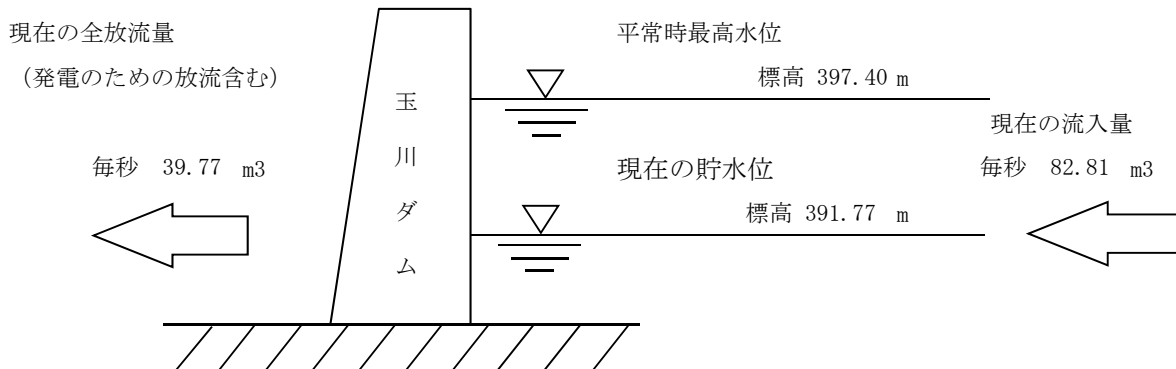 現在の全放流量
（発電のための放流含む）
毎秒 39.77 m3
玉川ダム
平常時最高水位
標高 397.40 m
現在の貯水位
標高 391.77 m
現在の流入量
毎秒 82.81 m3